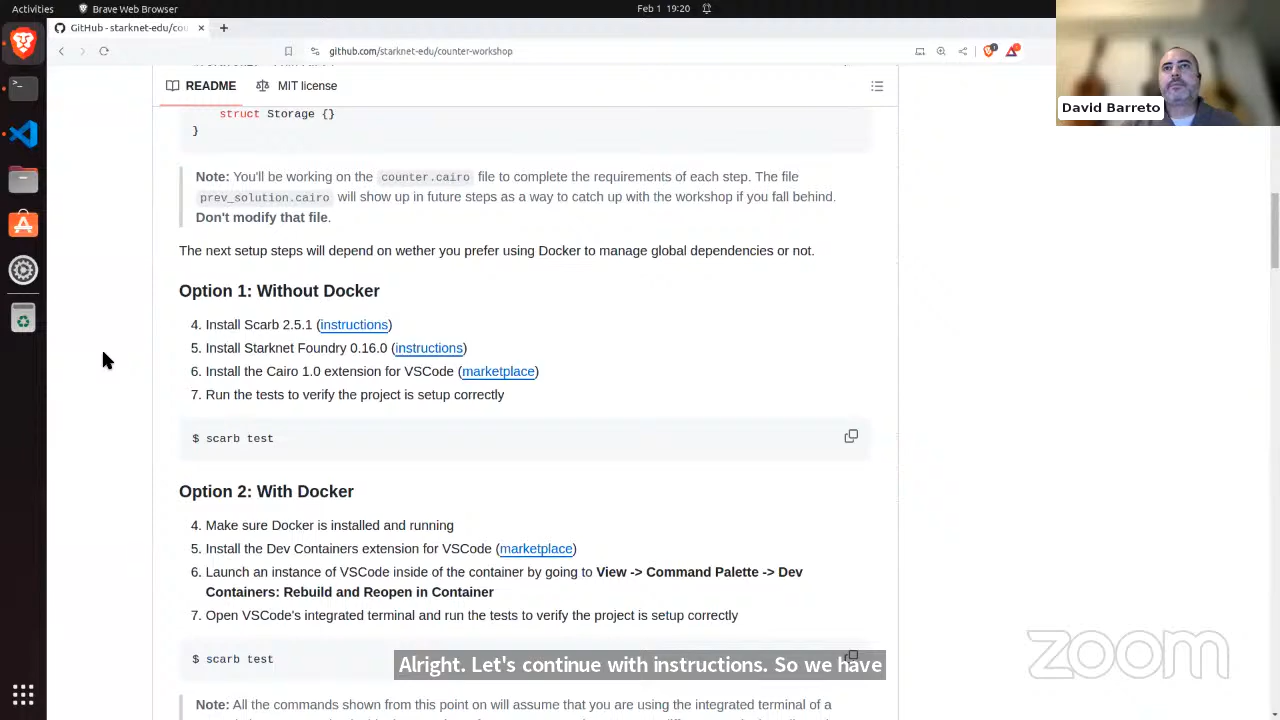 Activities
Brave Web Browser
Feb 1 19:20
GitHub - starknet-edu/cou
github.com/starknet-edu/counter-workshop
README
MIT license
struct Storage {}
}
Note: You'll be working on the counter.cairo file to complete the requirements of each step. The file
prev_solution.cairo will show up in future steps as a way to catch up with the workshop if you fall behind.
Don't modify that file.
The next setup steps will depend on wether you prefer using Docker to manage global dependencies or not.
Option 1: Without Docker
4. Install Scarb 2.5.1 (instructions)
5. Install Starknet Foundry 0.16.0 (instructions)
6. Install the Cairo 1.0 extension for VSCode (marketplace)
7. Run the tests to verify the project is setup correctly
$ scarb test
Option 2: With Docker
4. Make sure Docker is installed and running
5. Install the Dev Containers extension for VSCode (marketplace)
6. Launch an instance of VSCode inside of the container by going to View -> Command Palette -> Dev
Containers: Rebuild and Reopen in Container
7. Open VSCode's integrated terminal and run the tests to verify the project is setup correctly
$ scarb test
Note: All the commands shown from this point on will assume that you are using the integrated terminal of a
David Barreto
Alright. Let's continue with instructions. So we have
zoom